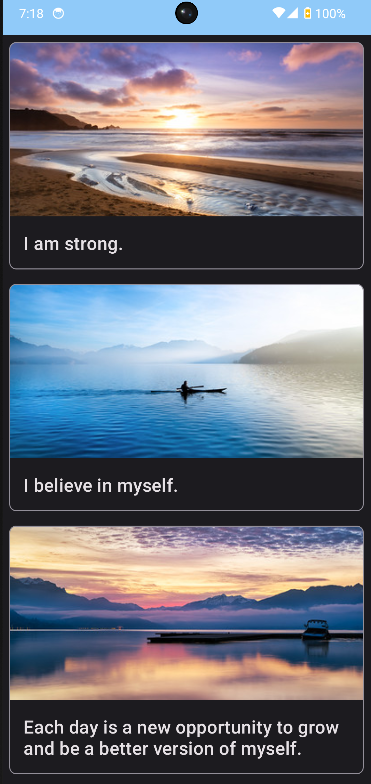 7:18
100%
I am strong.
I believe in myself.
Each day is a new opportunity to grow
and be a better version of myself.